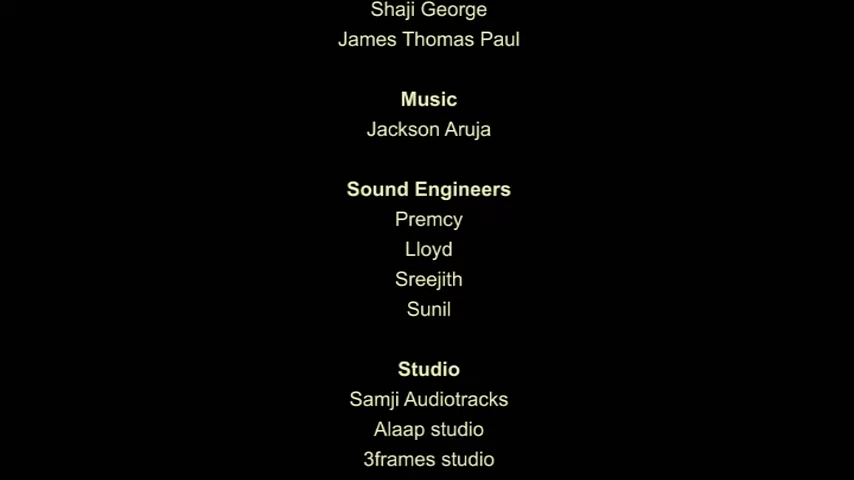 Shaji George
James Thomas Paul
Music
Jackson Aruja
Sound Engineers
Premcy
Lloyd
Sreejith
Sunil
Studio
Samji Audiotracks
Alaap studio
3frames studio